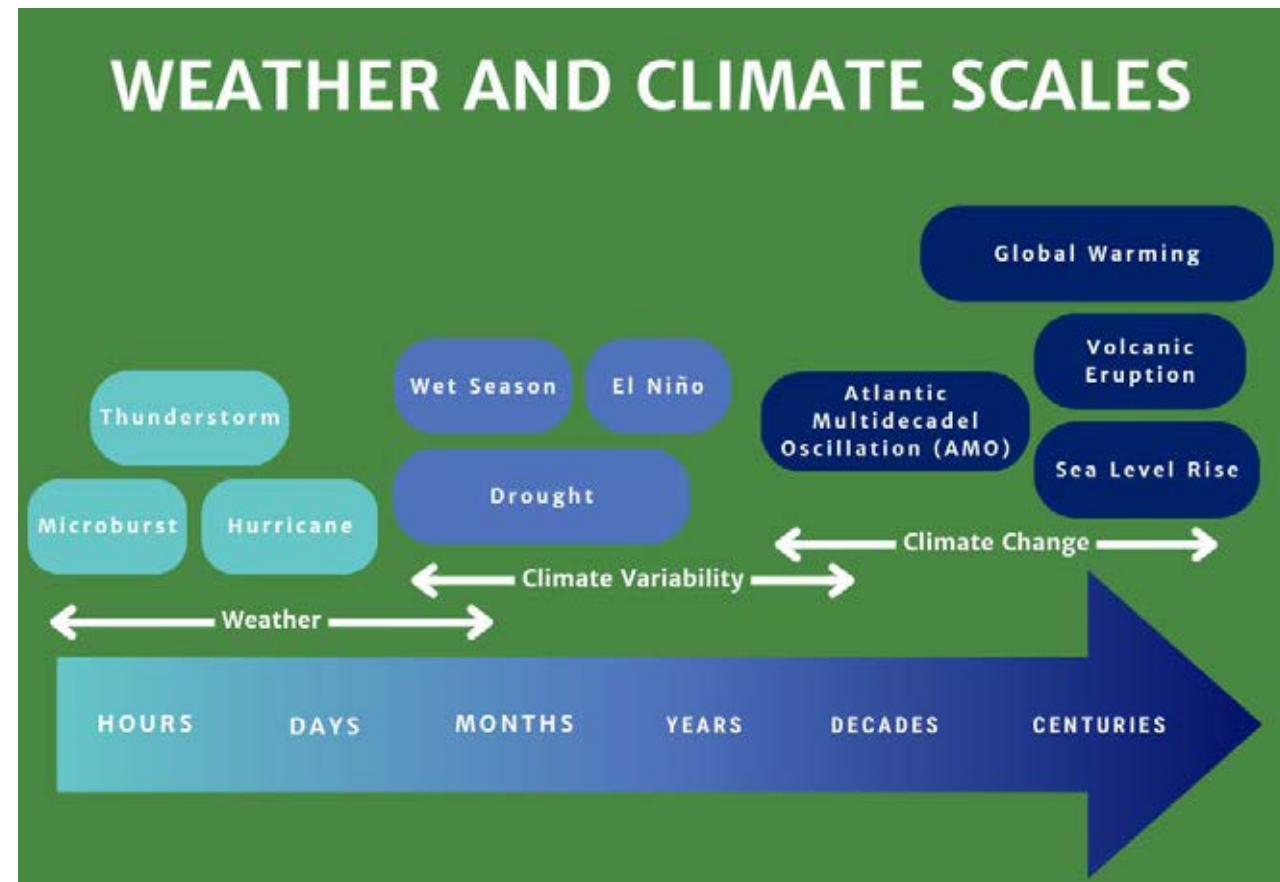 WEATHER AND CLIMATE SCALES
Global Warming
Volcanic
Eruption
Wet Season
El Niño
Atlantic
Multidecadel
Oscillation (AMO)
Thunderstorm
Sea Level Rise
Drought
Microburst
Hurricane
Climate Change
Climate Variability
Weather
HOURS
DAYS
MONTHS
YEARS
DECADES
CENTURIES